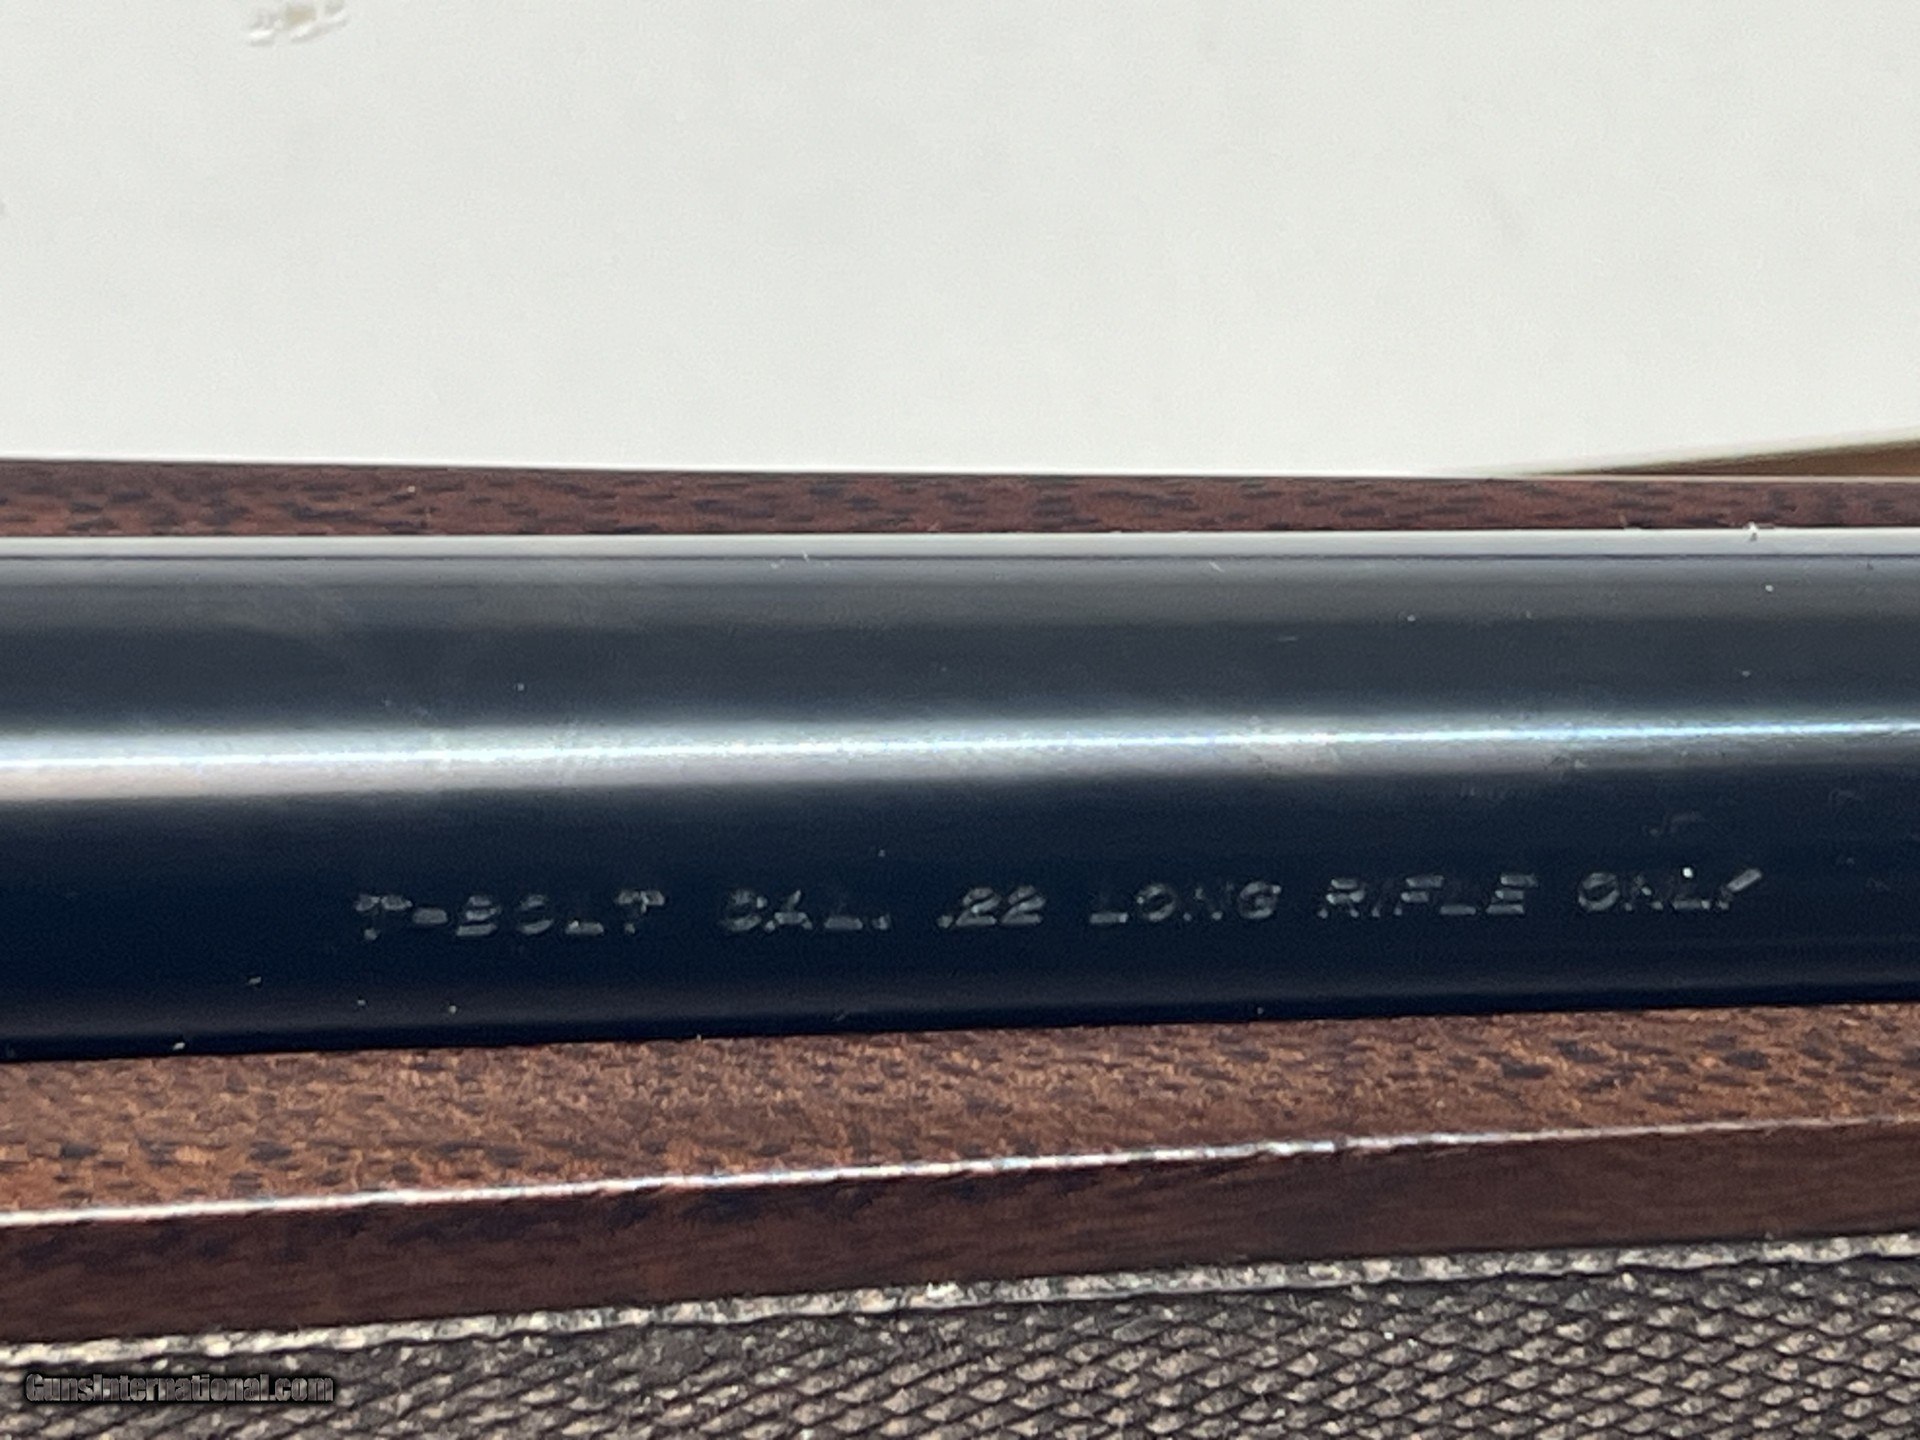 T-BOLT CAL. .22 LONG RIFLE ONLY
GunsInternational.com